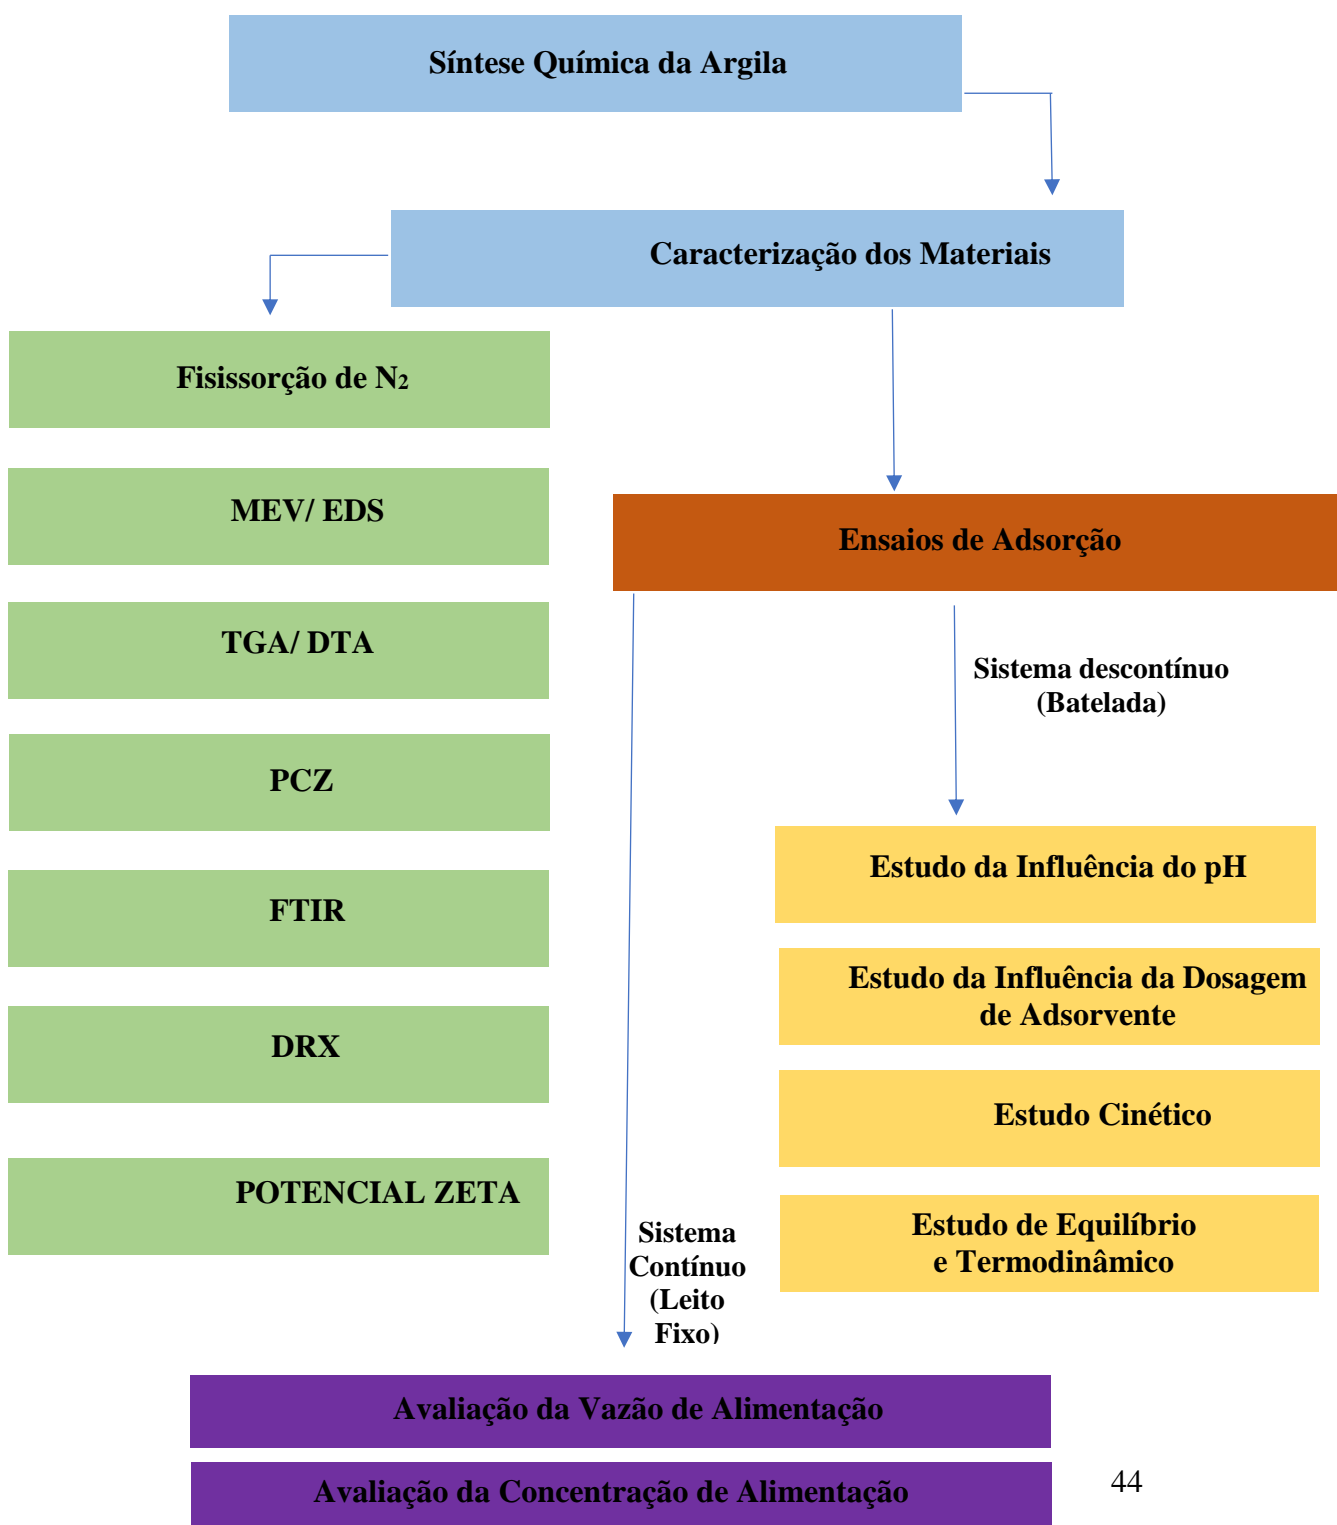 Síntese Química da Argila
Caracterização dos Materiais
Fisissorção de N₂
MEV/ EDS
TGA/ DTA
PCZ
FTIR
DRX
POTENCIAL ZETA
Ensaios de Adsorção
Sistema descontínuo
(Batelada)
Estudo da Influência do pH
Estudo da Influência da Dosagem
de Adsorvente
Estudo Cinético
Estudo de Equilíbrio
e Termodinâmico
Sistema
Contínuo
(Leito
Fixo)
Avaliação da Vazão de Alimentação
Avaliação da Concentração de Alimentação
44